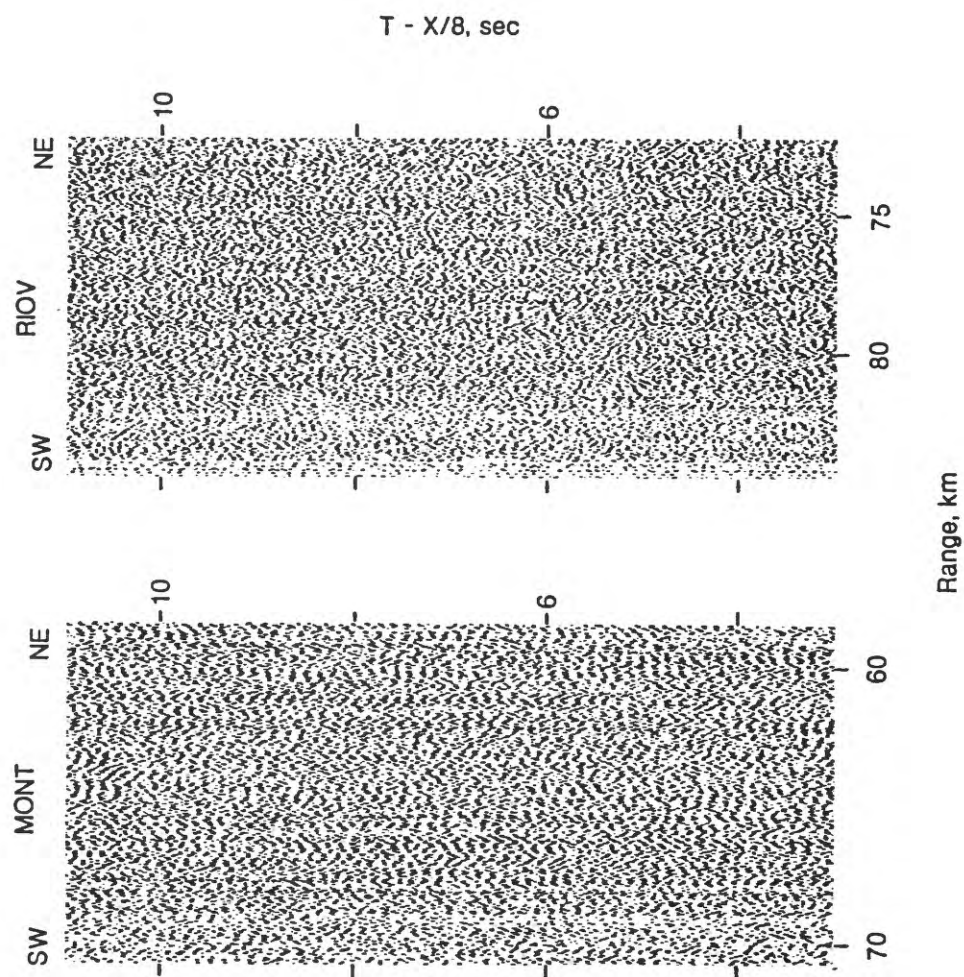 T - X/8, sec
10
6
NE
RIOV
SW
75
80
Range, km
10
6
NE
MONT
SW
60
70